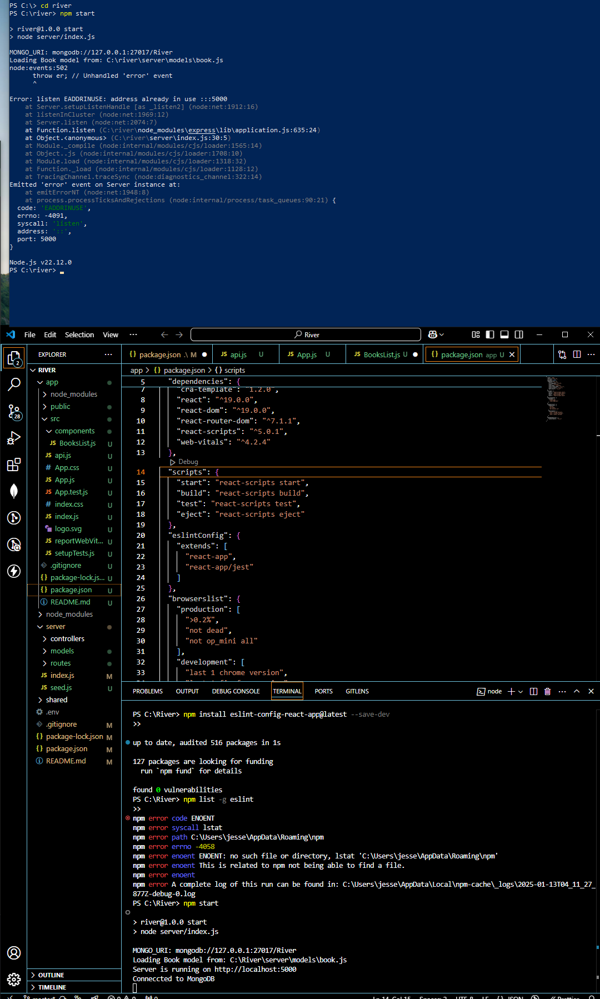 PS C:\> cd river
PS C:\river> npm start
> river@1.0.0 start
> node server/index.js
MONGO_URI: mongodb://127.0.0.1:27017/River
Loading Book model from: C:\river\server\models\book.js
node:events:502
throw er; // Unhandled 'error' event
^
Error: listen EADDRINUSE: address already in use :::5000
at Server.setupListenHandle [as _listen2] (node:net:1912:16)
at listenInCluster (node:net:1969:12)
at Server.listen (node:net:2074:7)
at Function.listen (C:\river\node_modules\express\lib\application.js:635:24)
at Object.<anonymous> (C:\river\server\index.js:30:5)
at Module._compile (node:internal/modules/cjs/loader:1565:14)
at Object..js (node:internal/modules/cjs/loader:1708:10)
at Module.load (node:internal/modules/cjs/loader:1318:32)
at Function._load (node:internal/modules/cjs/loader:1128:12)
at TracingChannel.traceSync (node:diagnostics_channel:322:14)
Emitted 'error' event on Server instance at:
at emitErrorNT (node:net:1948:8)
at process.processTicksAndRejections (node:internal/process/task_queues:90:21) {
code: 'EADDRINUSE',
errno: -4091,
syscall: 'listen',
address: '::',
port: 5000
}
Node.js v22.12.0
PS C:\river>
File Edit Selection View ··· River
EXPLORER ···
{} package.json .\ M JS api.js U JS App.js U JS BooksList.js U {} package.json app U
app > {} package.json > {} scripts
RIVER
app
node_modules
public
src
components
JS BooksList.js U
JS api.js U
# App.css U
JS App.js U
JS App.test.js U
# index.css U
JS index.js U
logo.svg U
JS reportWebVit... U
JS setupTests.js U
.gitignore U
{} package-lock.js... U
{} package.json U
README.md U
node_modules
server
controllers
models
routes
JS index.js M
JS seed.js U
shared
.env
.gitignore M
{} package-lock.json M
{} package.json M
README.md M
OUTLINE
TIMELINE
2
28
5 "dependencies": {
7 "cra-template": "1.2.0",
8 "react": "^19.0.0",
9 "react-dom": "^19.0.0",
10 "react-router-dom": "^7.1.1",
11 "react-scripts": "^5.0.1",
12 "web-vitals": "^4.2.4"
13 },
Debug
14 "scripts": {
15 "start": "react-scripts start",
16 "build": "react-scripts build",
17 "test": "react-scripts test",
18 "eject": "react-scripts eject"
19 },
20 "eslintConfig": {
21 "extends": [
22 "react-app",
23 "react-app/jest"
24 ]
25 },
26 "browserslist": {
27 "production": [
28 ">0.2%",
29 "not dead",
30 "not op_mini all"
31 ],
32 "development": [
33 "last 1 chrome version",
PROBLEMS OUTPUT DEBUG CONSOLE TERMINAL PORTS GITLENS node
PS C:\River> npm install eslint-config-react-app@latest --save-dev
>>
up to date, audited 516 packages in 1s
127 packages are looking for funding
run `npm fund` for details
found 0 vulnerabilities
PS C:\River> npm list -g eslint
>>
npm error code ENOENT
npm error syscall lstat
npm error path C:\Users\jesse\AppData\Roaming\npm
npm error errno -4058
npm error enoent ENOENT: no such file or directory, lstat 'C:\Users\jesse\AppData\Roaming\npm'
npm error enoent This is related to npm not being able to find a file.
npm error enoent
npm error A complete log of this run can be found in: C:\Users\jesse\AppData\Local\npm-cache\_logs\2025-01-13T04_11_27_
877Z-debug-0.log
PS C:\River> npm start
> river@1.0.0 start
> node server/index.js
MONGO_URI: mongodb://127.0.0.1:27017/River
Loading Book model from: C:\River\server\models\book.js
Server is running on http://localhost:5000
Conneccted to MongoDB